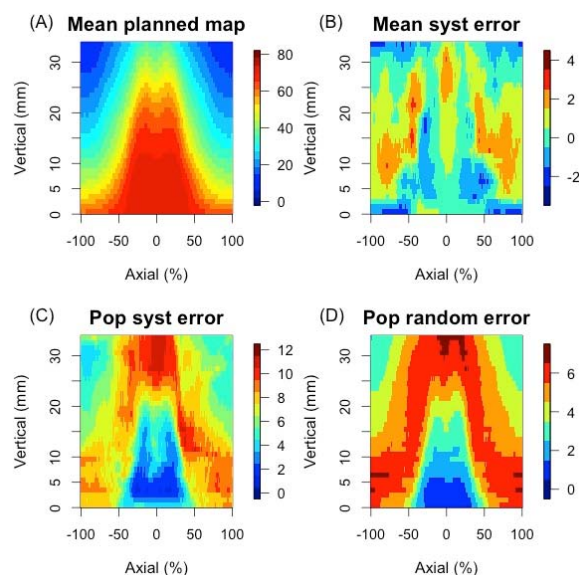 (A) Mean planned map
Vertical (mm)
0 5 10 20 30
-100 -50 0 50 100
Axial (%)
80
60
40
20
0
(B) Mean syst error
Vertical (mm)
0 5 10 20 30
-100 -50 0 50 100
Axial (%)
4
2
0
-2
(C) Pop syst error
Vertical (mm)
0 5 10 20 30
-100 -50 0 50 100
Axial (%)
12
10
8
6
4
2
0
(D) Pop random error
Vertical (mm)
0 5 10 20 30
-100 -50 0 50 100
Axial (%)
6
4
2
0